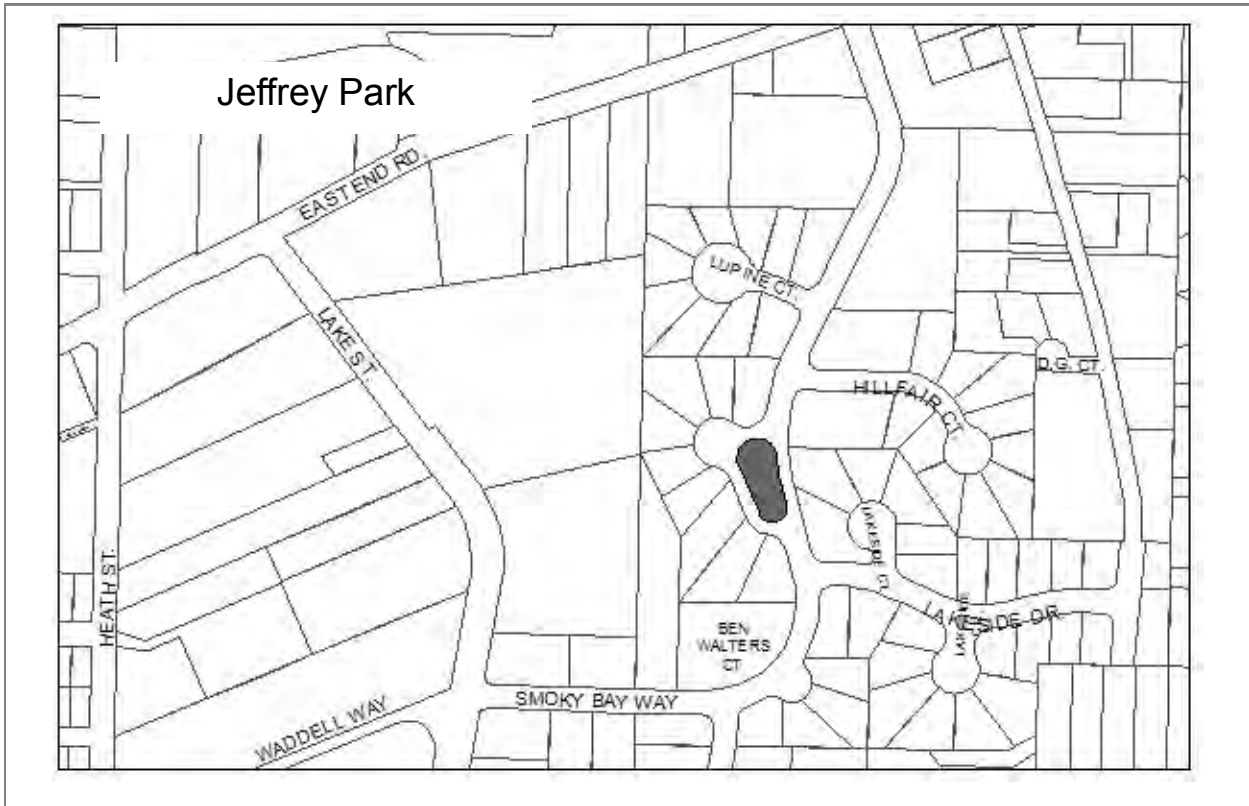 Jeffrey Park
EAST END RD.
LUPINE CT.
LAKE ST.
D.G. CT.
HILLFAIR CT.
LAKESIDE CT.
HEATH ST.
LAKESIDE DR.
BEN
WALTERS
CT
SMOKY BAY WAY
WADDELL WAY